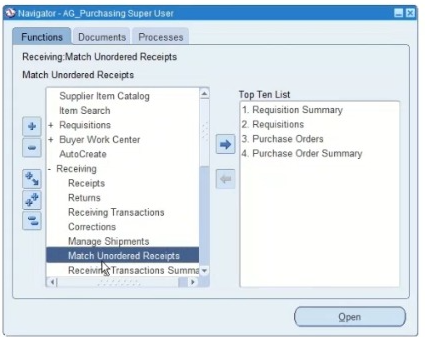 Navigator - AG_Purchasing Super User
Functions Documents Processes
Receiving:Match Unordered Receipts
Match Unordered Receipts
Supplier Item Catalog
Item Search
+ Requisitions
+ Buyer Work Center
AutoCreate
- Receiving
Receipts
Returns
Receiving Transactions
Corrections
Manage Shipments
Match Unordered Receipts
Receiving Transactions Summa
Top Ten List
1. Requisition Summary
2. Requisitions
3. Purchase Orders
4. Purchase Order Summary
Open